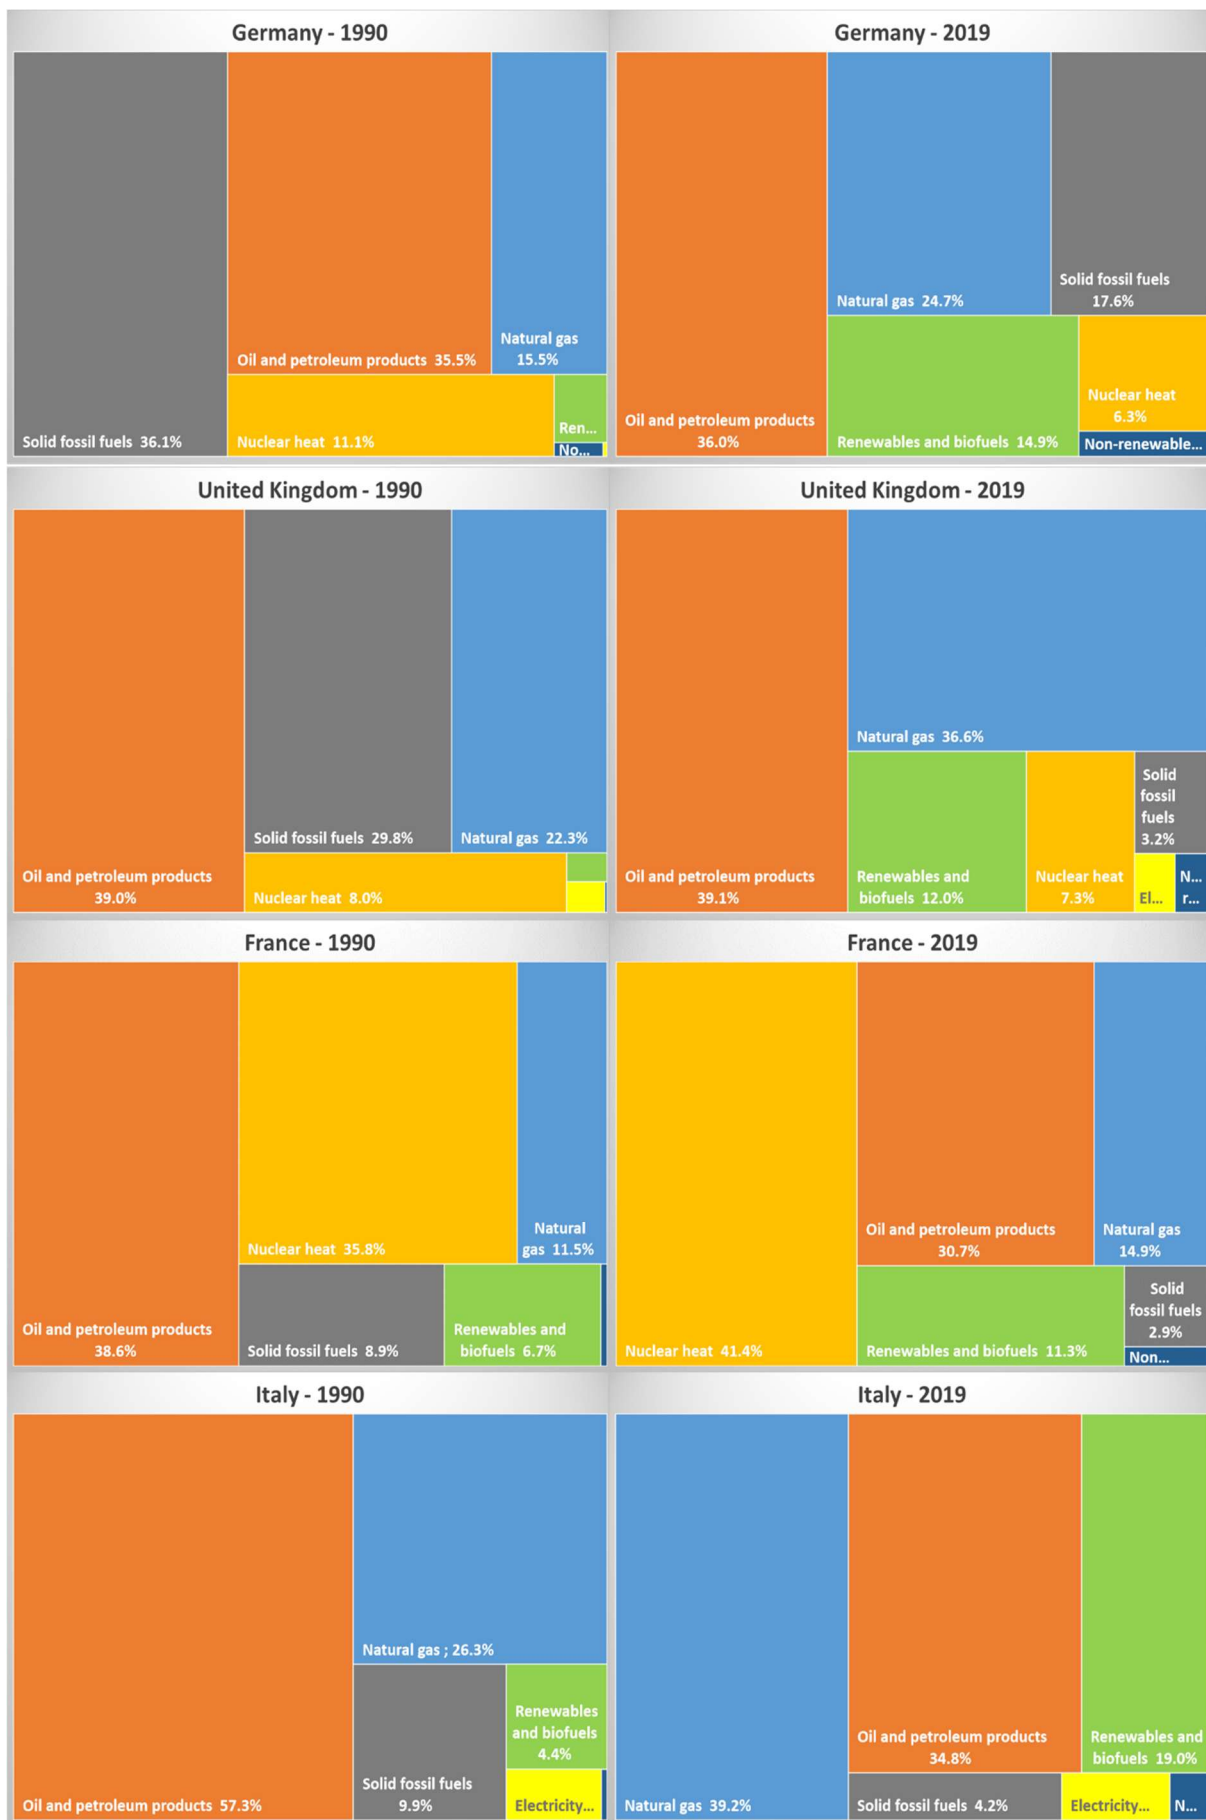 Germany - 1990
Solid fossil fuels 36.1%
Oil and petroleum products 35.5%
Natural gas
15.5%
Nuclear heat 11.1%
Ren...
No...
Germany - 2019
Oil and petroleum products
36.0%
Natural gas 24.7%
Solid fossil fuels
17.6%
Renewables and biofuels 14.9%
Nuclear heat
6.3%
Non-renewable...
United Kingdom - 1990
Oil and petroleum products
39.0%
Solid fossil fuels 29.8%
Natural gas 22.3%
Nuclear heat 8.0%
United Kingdom - 2019
Oil and petroleum products
39.1%
Natural gas 36.6%
Renewables and
biofuels 12.0%
Nuclear heat
7.3%
Solid
fossil
fuels
3.2%
El...
N...
r...
France - 1990
Oil and petroleum products
38.6%
Nuclear heat 35.8%
Natural
gas 11.5%
Solid fossil fuels 8.9%
Renewables and
biofuels 6.7%
France - 2019
Nuclear heat 41.4%
Oil and petroleum products
30.7%
Natural gas
14.9%
Renewables and biofuels 11.3%
Solid
fossil fuels
2.9%
Non...
Italy - 1990
Oil and petroleum products 57.3%
Natural gas ; 26.3%
Solid fossil fuels
9.9%
Renewables
and biofuels
4.4%
Electricity...
Italy - 2019
Natural gas 39.2%
Oil and petroleum products
34.8%
Renewables and
biofuels 19.0%
Solid fossil fuels 4.2%
Electricity...
N...